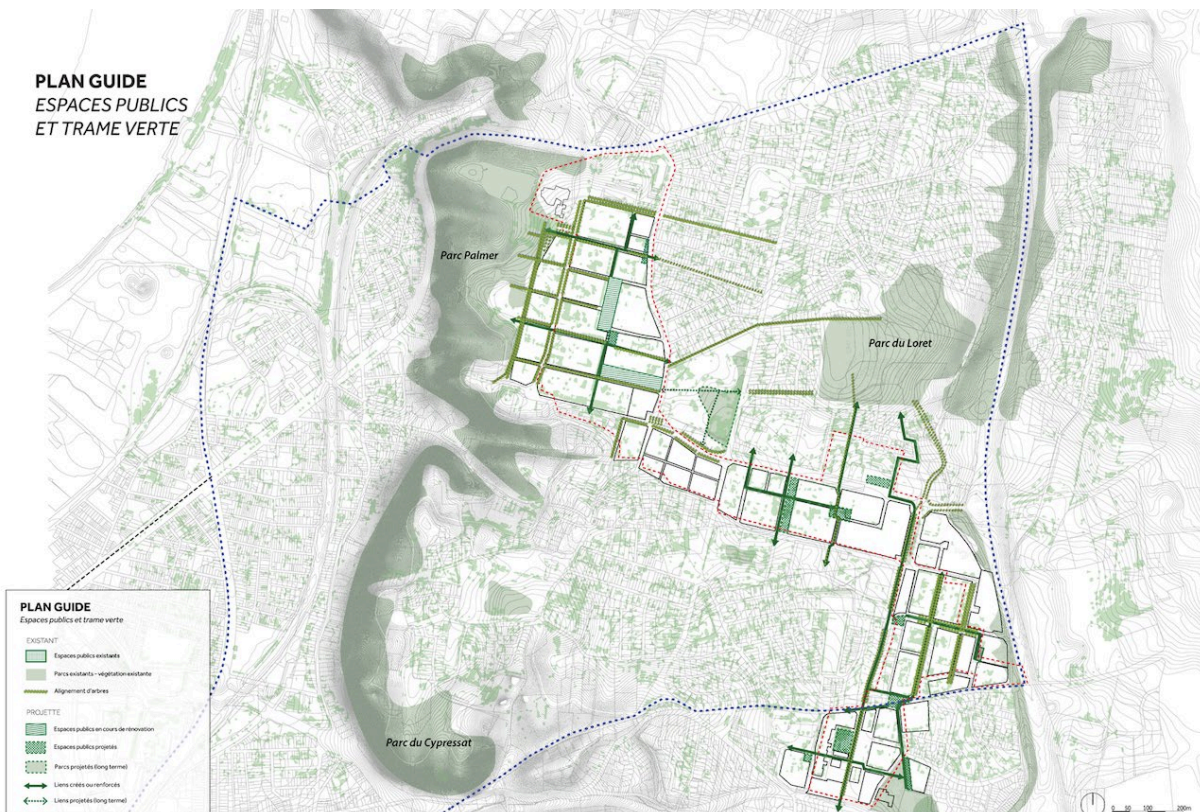 PLAN GUIDE
ESPACES PUBLICS
ET TRAME VERTE
Parc Palmer
Parc du Loret
Parc du Cypressat
PLAN GUIDE
Espaces publics et trame verte
EXISTANT
Espaces publics existants
Parcs existants - végétation existante
Alignement d'arbres
PROJETTE
Espaces publics en cours de rénovation
Espaces publics projetés
Parcs projetés (long terme)
Liens créés ou renforcés
Liens projetés (long terme)
0 50 100 200m